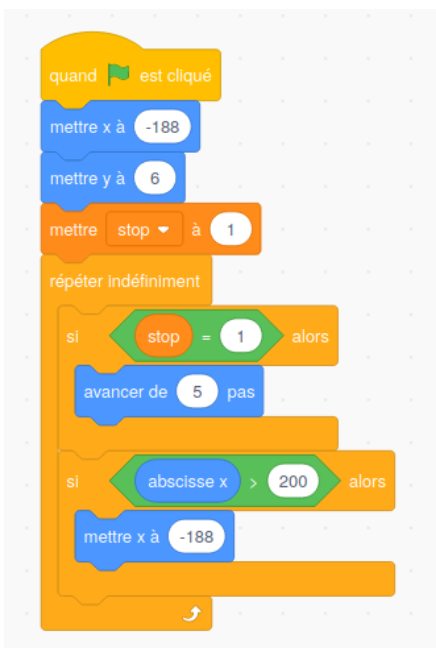 quand est cliqué
mettre x à -188
mettre y à 6
mettre stop à 1
répéter indéfiniment
si stop = 1 alors
avancer de 5 pas
si abscisse x > 200 alors
mettre x à -188